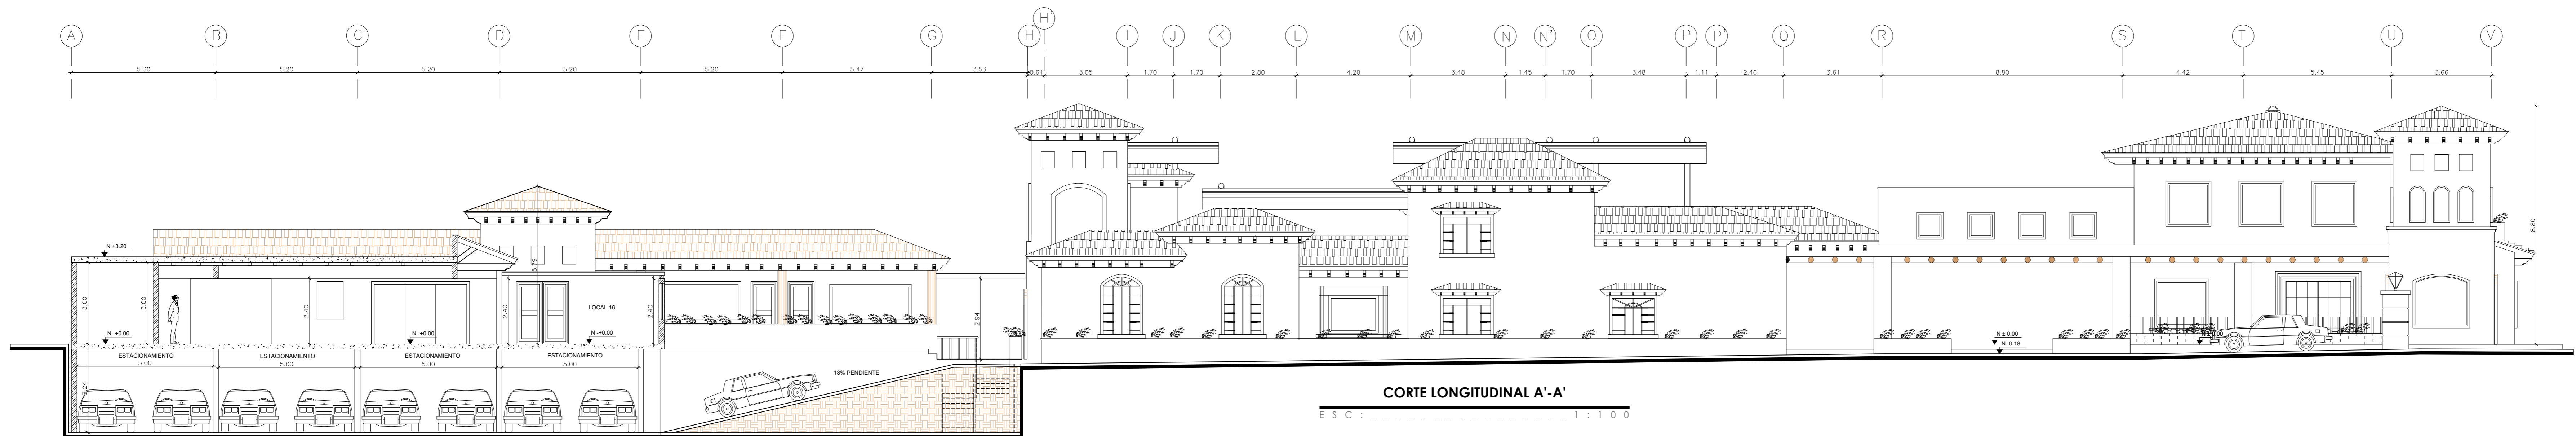 A B C D E F G H H' I J K L M N N' O P P' Q R S T U V
5.30 5.20 5.20 5.20 5.20 5.47 3.53 0.61 3.05 1.70 1.70 2.80 4.20 3.48 1.45 1.70 3.48 1.11 2.46 3.61 8.80 4.42 5.45 3.66
8.80
N +3.20
5.79
3.00 3.00 2.40 2.40 LOCAL 16 2.40 2.94
N -+0.00 N -+0.00 N -+0.00
N ± 0.00
N -0.18
ESTACIONAMIENTO ESTACIONAMIENTO ESTACIONAMIENTO ESTACIONAMIENTO
5.00 5.00 5.00 5.00
18% PENDIENTE
CORTE LONGITUDINAL A'-A'
ESC:_________________1:100